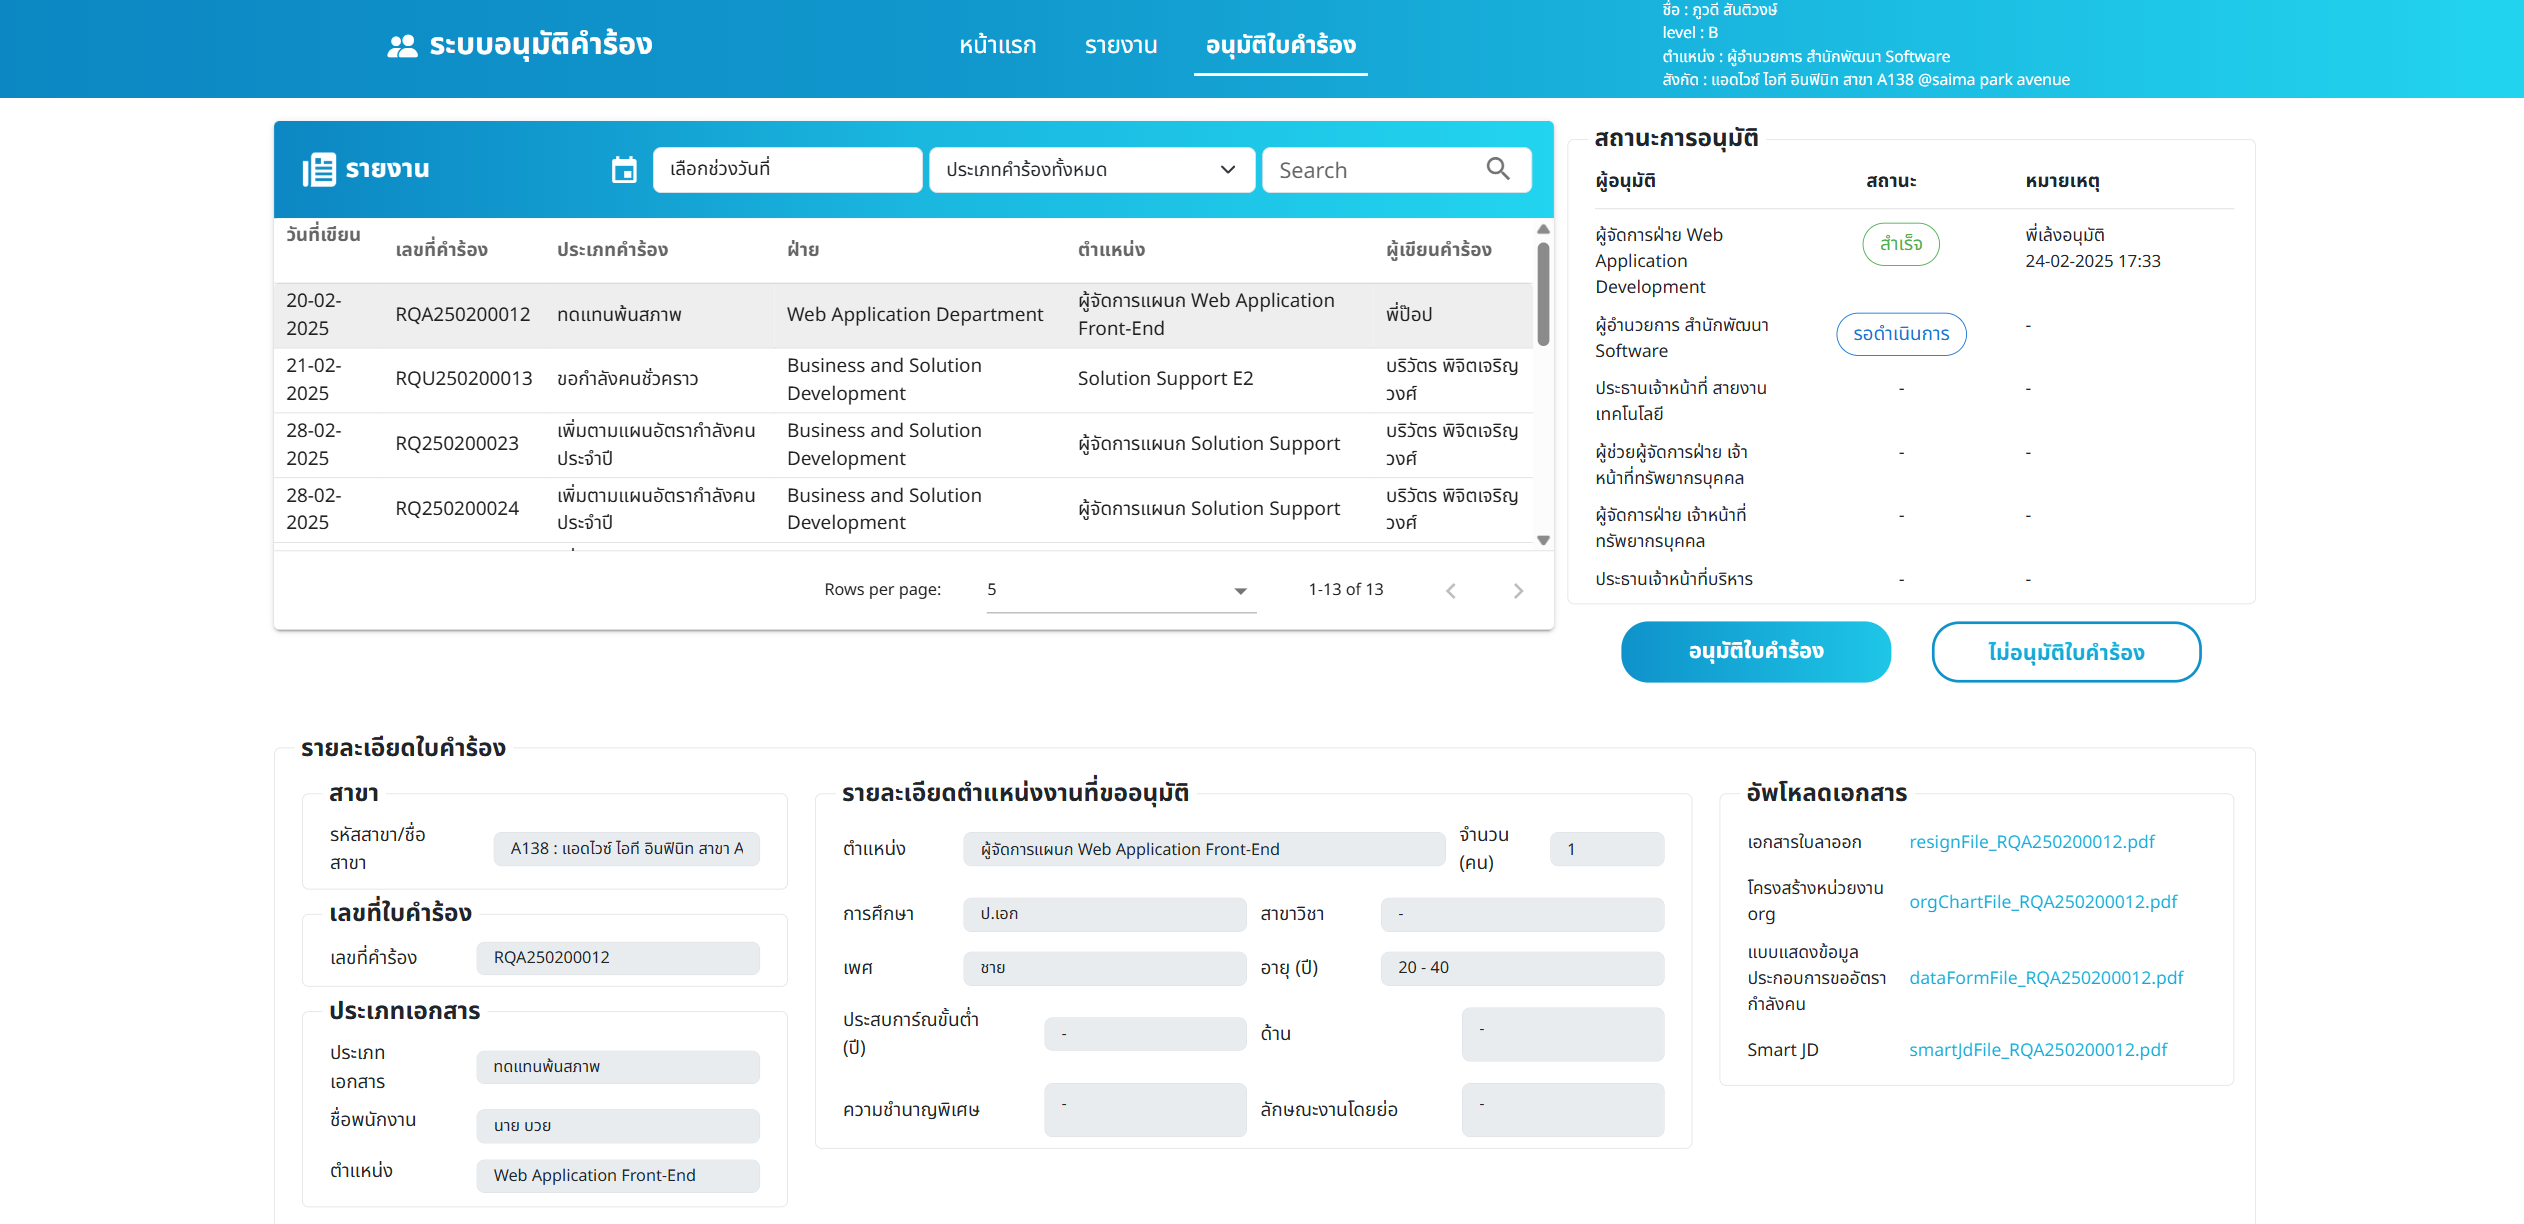 ระบบอนุมัติคำร้อง
หน้าแรก
รายงาน
อนุมัติใบคำร้อง
ชื่อ : ภูวดี สันติวงษ์
level : B
ตำแหน่ง : ผู้อำนวยการ สำนักพัฒนา Software
สังกัด : แอดไวซ์ ไอที อินฟินิท สาขา A138 @saima park avenue
รายงาน
เลือกช่วงวันที่
ประเภทคำร้องทั้งหมด
Search
วันที่เขียน
เลขที่คำร้อง
ประเภทคำร้อง
ฝ่าย
ตำแหน่ง
ผู้เขียนคำร้อง
20-02-
2025
RQA250200012
ทดแทนพ้นสภาพ
Web Application Department
ผู้จัดการแผนก Web Application
Front-End
พี่ป๊อป
21-02-
2025
RQU250200013
ขอกำลังคนชั่วคราว
Business and Solution
Development
Solution Support E2
บริวัตร พิจิตเจริญ
วงศ์
28-02-
2025
RQ250200023
เพิ่มตามแผนอัตรากำลังคน
ประจำปี
Business and Solution
Development
ผู้จัดการแผนก Solution Support
บริวัตร พิจิตเจริญ
วงศ์
28-02-
2025
RQ250200024
เพิ่มตามแผนอัตรากำลังคน
ประจำปี
Business and Solution
Development
ผู้จัดการแผนก Solution Support
บริวัตร พิจิตเจริญ
วงศ์
Rows per page:
5
1-13 of 13
สถานะการอนุมัติ
ผู้อนุมัติ
สถานะ
หมายเหตุ
ผู้จัดการฝ่าย Web
Application
Development
สำเร็จ
พี่เล้งอนุมัติ
24-02-2025 17:33
ผู้อำนวยการ สำนักพัฒนา
Software
รอดำเนินการ
-
ประธานเจ้าหน้าที่ สายงาน
เทคโนโลยี
-
-
ผู้ช่วยผู้จัดการฝ่าย เจ้า
หน้าที่ทรัพยากรบุคคล
-
-
ผู้จัดการฝ่าย เจ้าหน้าที่
ทรัพยากรบุคคล
-
-
ประธานเจ้าหน้าที่บริหาร
-
-
อนุมัติใบคำร้อง
ไม่อนุมัติใบคำร้อง
รายละเอียดใบคำร้อง
สาขา
รหัสสาขา/ชื่อ
สาขา
A138 : แอดไวซ์ ไอที อินฟินิท สาขา A
เลขที่ใบคำร้อง
เลขที่คำร้อง
RQA250200012
ประเภทเอกสาร
ประเภท
เอกสาร
ทดแทนพ้นสภาพ
ชื่อพนักงาน
นาย บวย
ตำแหน่ง
Web Application Front-End
รายละเอียดตำแหน่งงานที่ขออนุมัติ
ตำแหน่ง
ผู้จัดการแผนก Web Application Front-End
จำนวน
(คน)
1
การศึกษา
ป.เอก
สาขาวิชา
-
เพศ
ชาย
อายุ (ปี)
20 - 40
ประสบการ์ณขั้นต่ำ
(ปี)
-
ด้าน
-
ความชำนาญพิเศษ
-
ลักษณะงานโดยย่อ
-
อัพโหลดเอกสาร
เอกสารใบลาออก
resignFile_RQA250200012.pdf
โครงสร้างหน่วยงาน
org
orgChartFile_RQA250200012.pdf
แบบแสดงข้อมูล
ประกอบการขออัตรา
กำลังคน
dataFormFile_RQA250200012.pdf
Smart JD
smartJdFile_RQA250200012.pdf